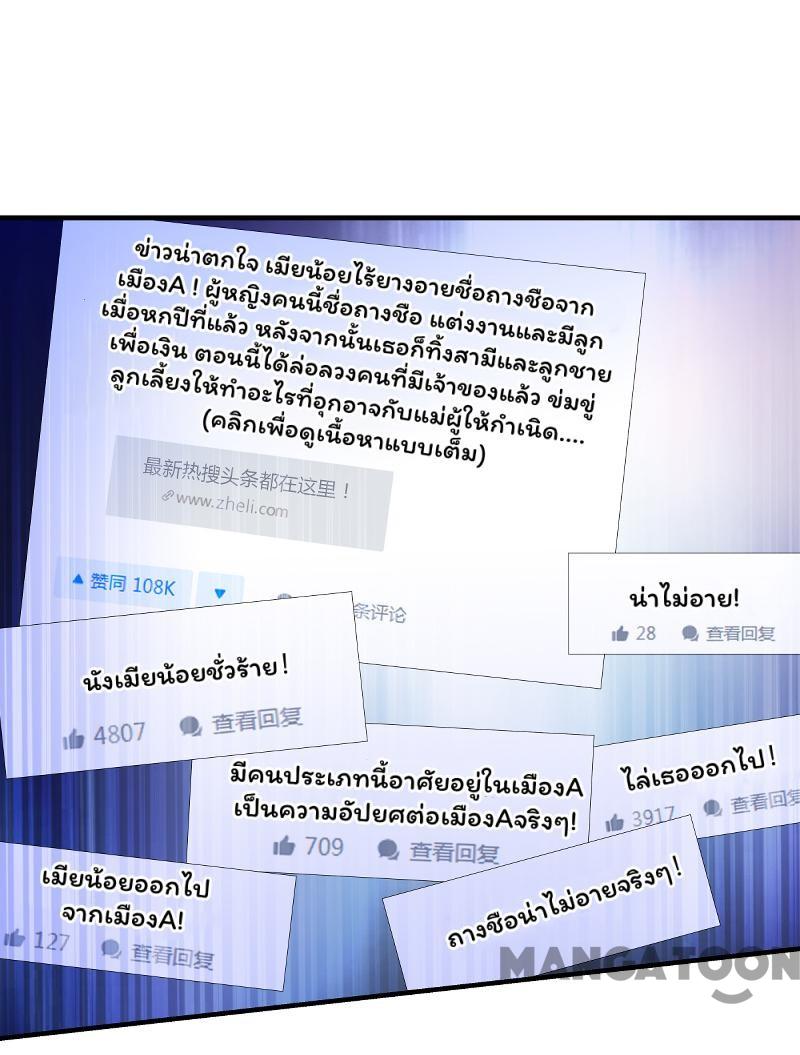 ข่าวน่าตกใจ เมียน้อยไร้ยางอายชื่อถางชือจาก
เมืองA ! ผู้หญิงคนนี้ชื่อถางชือ แต่งงานและมีลูก
เมื่อหกปีที่แล้ว หลังจากนั้นเธอก็ทิ้งสามีและลูกชาย
เพื่อเงิน ตอนนี้ได้ล่อลวงคนที่มีเจ้าของแล้ว ข่มขู่
ลูกเลี้ยงให้ทำอะไรที่อุกอาจกับแม่ผู้ให้กำเนิด....
(คลิกเพื่อดูเนื้อหาแบบเต็ม)
最新热搜头条都在这里！
www.zheli.com
▲ 赞同 108K ▼
条评论
น่าไม่อาย!
28 查看回复
นังเมียน้อยชั่วร้าย!
4807 查看回复
มีคนประเภทนี้อาศัยอยู่ในเมืองA
เป็นความอัปยศต่อเมืองAจริงๆ!
709 查看回复
ไล่เธอออกไป!
3917 查看回复
เมียน้อยออกไป
จากเมืองA!
127 查看回复
ถางชือน่าไม่อายจริงๆ!
MANGATOON